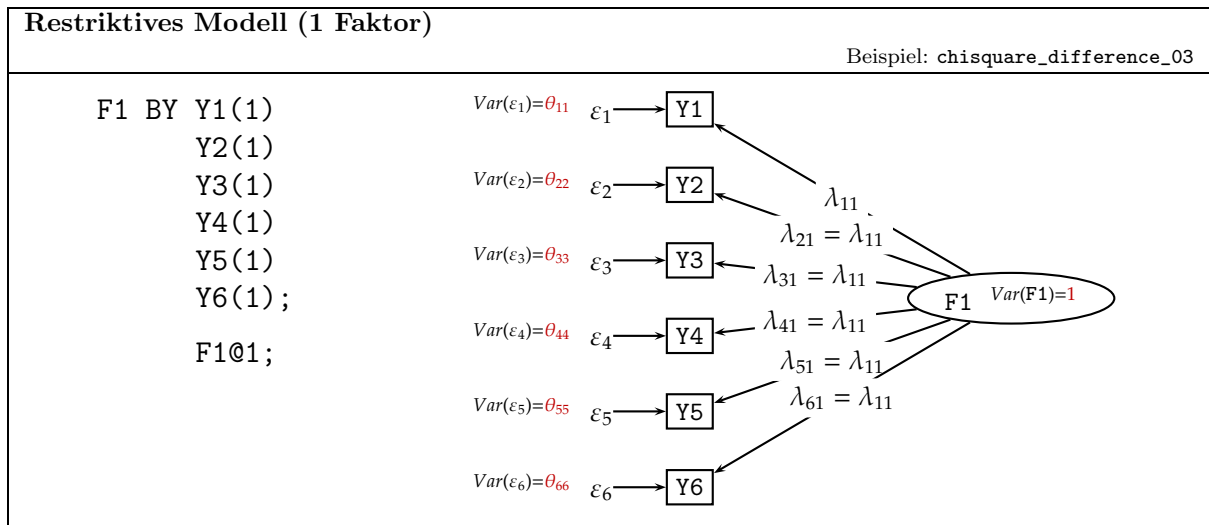 Restriktives Modell (1 Faktor)
Beispiel: chisquare_difference_03
F1 BY Y1(1)
Y2(1)
Y3(1)
Y4(1)
Y5(1)
Y6(1);
F1@1;
Var(ε₁)=θ₁₁ ε₁ Y1
Var(ε₂)=θ₂₂ ε₂ Y2
Var(ε₃)=θ₃₃ ε₃ Y3
Var(ε₄)=θ₄₄ ε₄ Y4
Var(ε₅)=θ₅₅ ε₅ Y5
Var(ε₆)=θ₆₆ ε₆ Y6
λ₁₁
λ₂₁ = λ₁₁
λ₃₁ = λ₁₁
λ₄₁ = λ₁₁
λ₅₁ = λ₁₁
λ₆₁ = λ₁₁
F1 Var(F1)=1